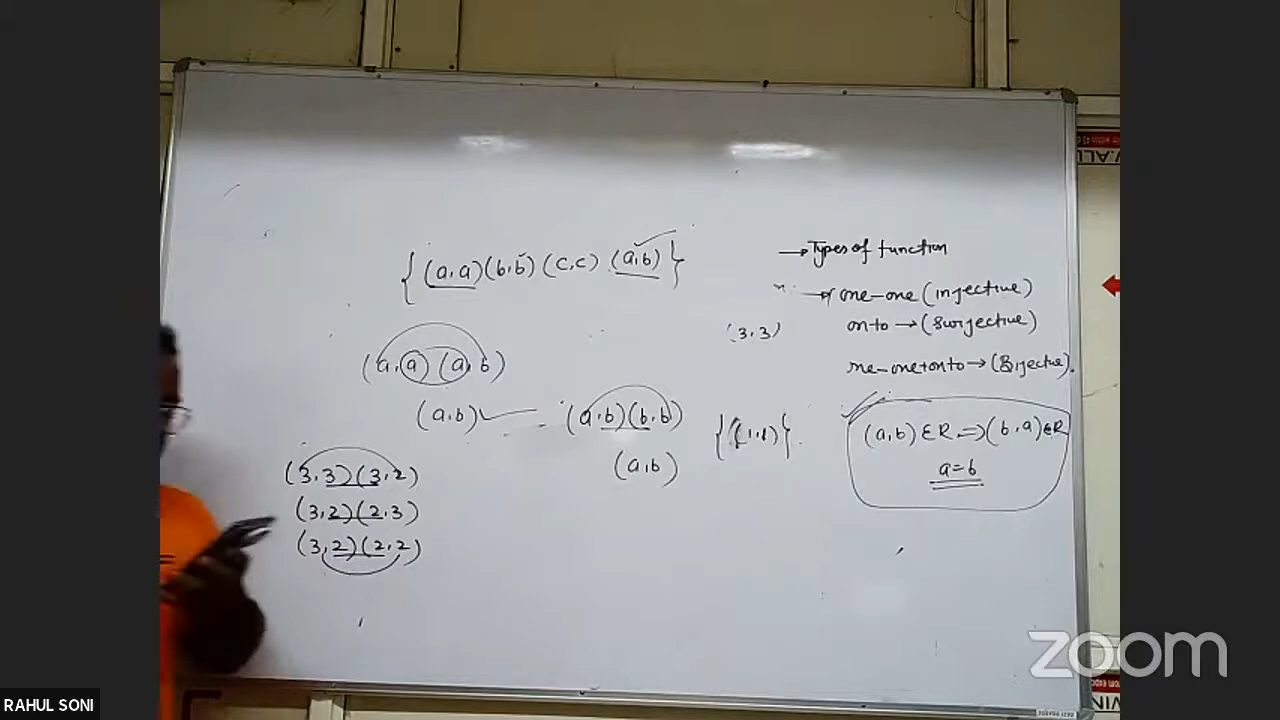 {(a,a)(b,b)(c,c)(a,b)}
(a,a)(a,b)
(a,b)
(a,b)(b,b)
(a,b)
(3,3)(3,2)
(3,2)(2,3)
(3,2)(2,2)
(3,3)
{(1,1)}
→ Types of function
→ one-one (injective)
onto → (Surjective)
one-one+onto → (Bijective).
(a,b) ∈ R => (b,a) ∈ R
a=b
zoom
RAHUL SONI